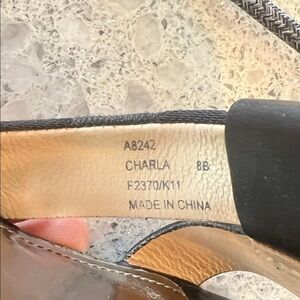 A8242
CHARLA 8B
F2370/K11
MADE IN CHINA